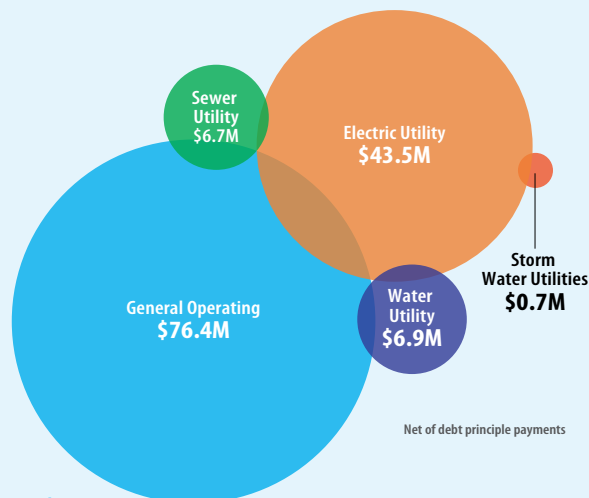 Sewer
Utility
$6.7M
Electric Utility
$43.5M
Storm
Water Utilities
$0.7M
General Operating
$76.4M
Water
Utility
$6.9M
Net of debt principle payments